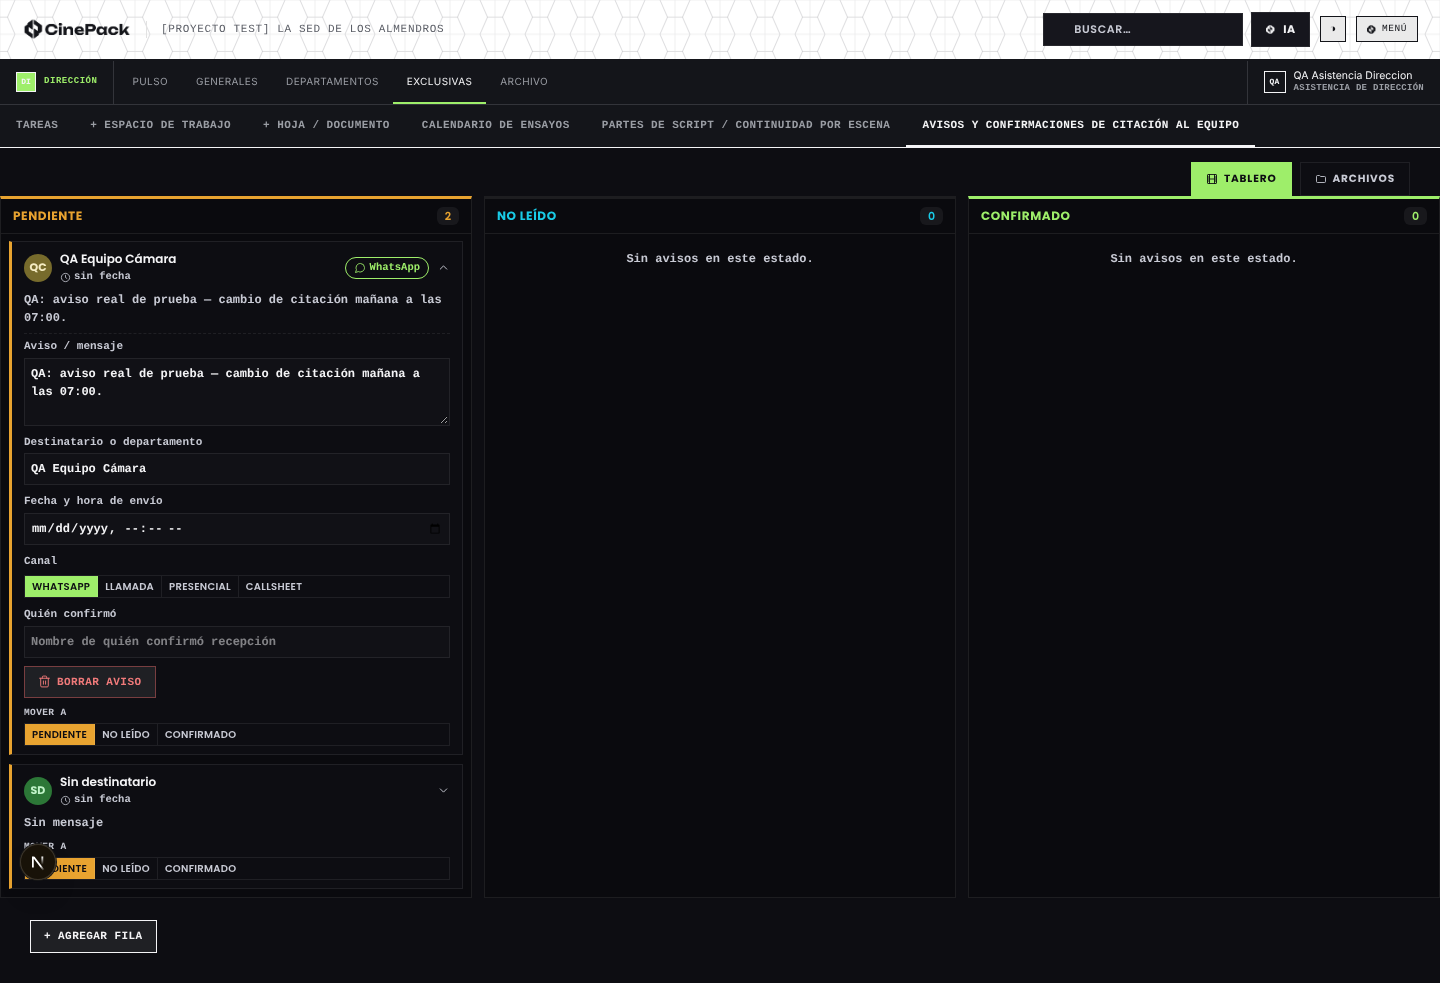 CinePack
[PROYECTO TEST] LA SED DE LOS ALMENDROS
BUSCAR…
IA
MENÚ
DI
DIRECCIÓN
PULSO
GENERALES
DEPARTAMENTOS
EXCLUSIVAS
ARCHIVO
QA
QA Asistencia Direccion
ASISTENCIA DE DIRECCIÓN
TAREAS
+ ESPACIO DE TRABAJO
+ HOJA / DOCUMENTO
CALENDARIO DE ENSAYOS
PARTES DE SCRIPT / CONTINUIDAD POR ESCENA
AVISOS Y CONFIRMACIONES DE CITACIÓN AL EQUIPO
TABLERO
ARCHIVOS
PENDIENTE
2
QC
QA Equipo Cámara
sin fecha
WhatsApp
QA: aviso real de prueba — cambio de citación mañana a las
07:00.
Aviso / mensaje
QA: aviso real de prueba — cambio de citación mañana a
las 07:00.
Destinatario o departamento
QA Equipo Cámara
Fecha y hora de envío
mm/dd/yyyy, --:-- --
Canal
WHATSAPP
LLAMADA
PRESENCIAL
CALLSHEET
Quién confirmó
Nombre de quién confirmó recepción
BORRAR AVISO
MOVER A
PENDIENTE
NO LEÍDO
CONFIRMADO
SD
Sin destinatario
sin fecha
Sin mensaje
NO LEÍDO
CONFIRMADO
N
+ AGREGAR FILA
NO LEÍDO
0
Sin avisos en este estado.
CONFIRMADO
0
Sin avisos en este estado.